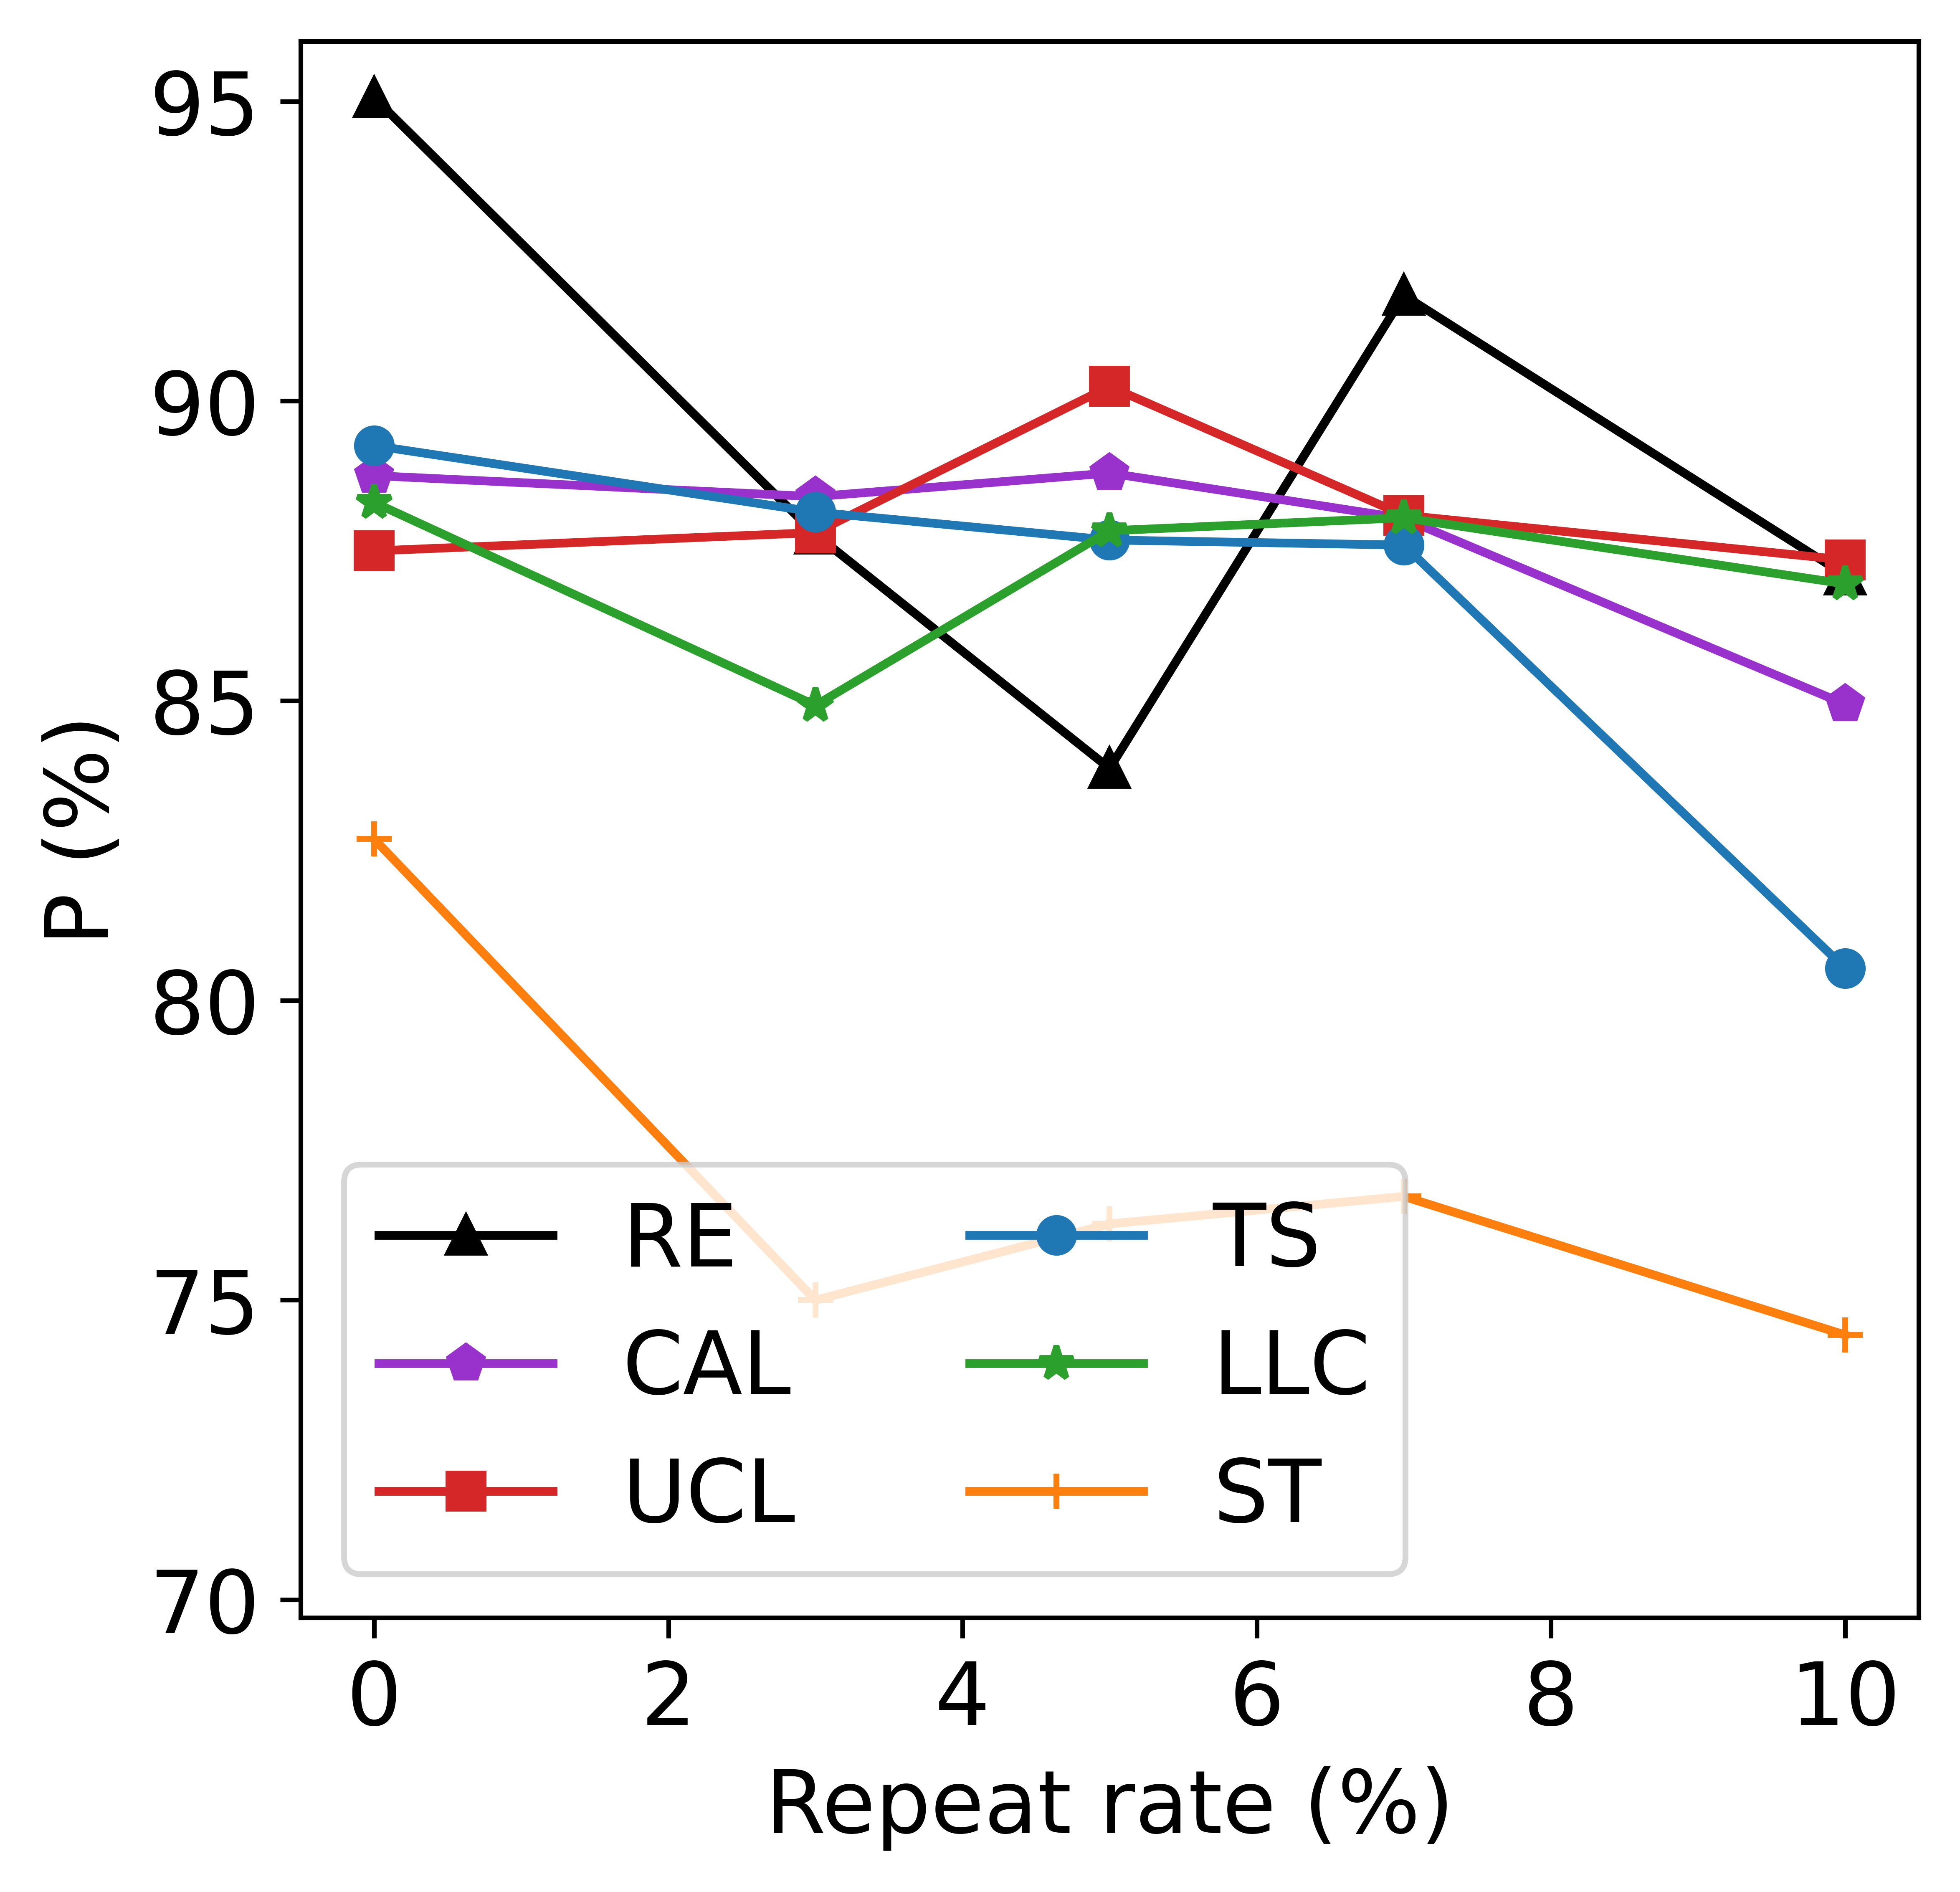 95
90
85
80
75
70
P (%)
RE
TS
CAL
LLC
UCL
ST
0 2 4 6 8 10
Repeat rate (%)